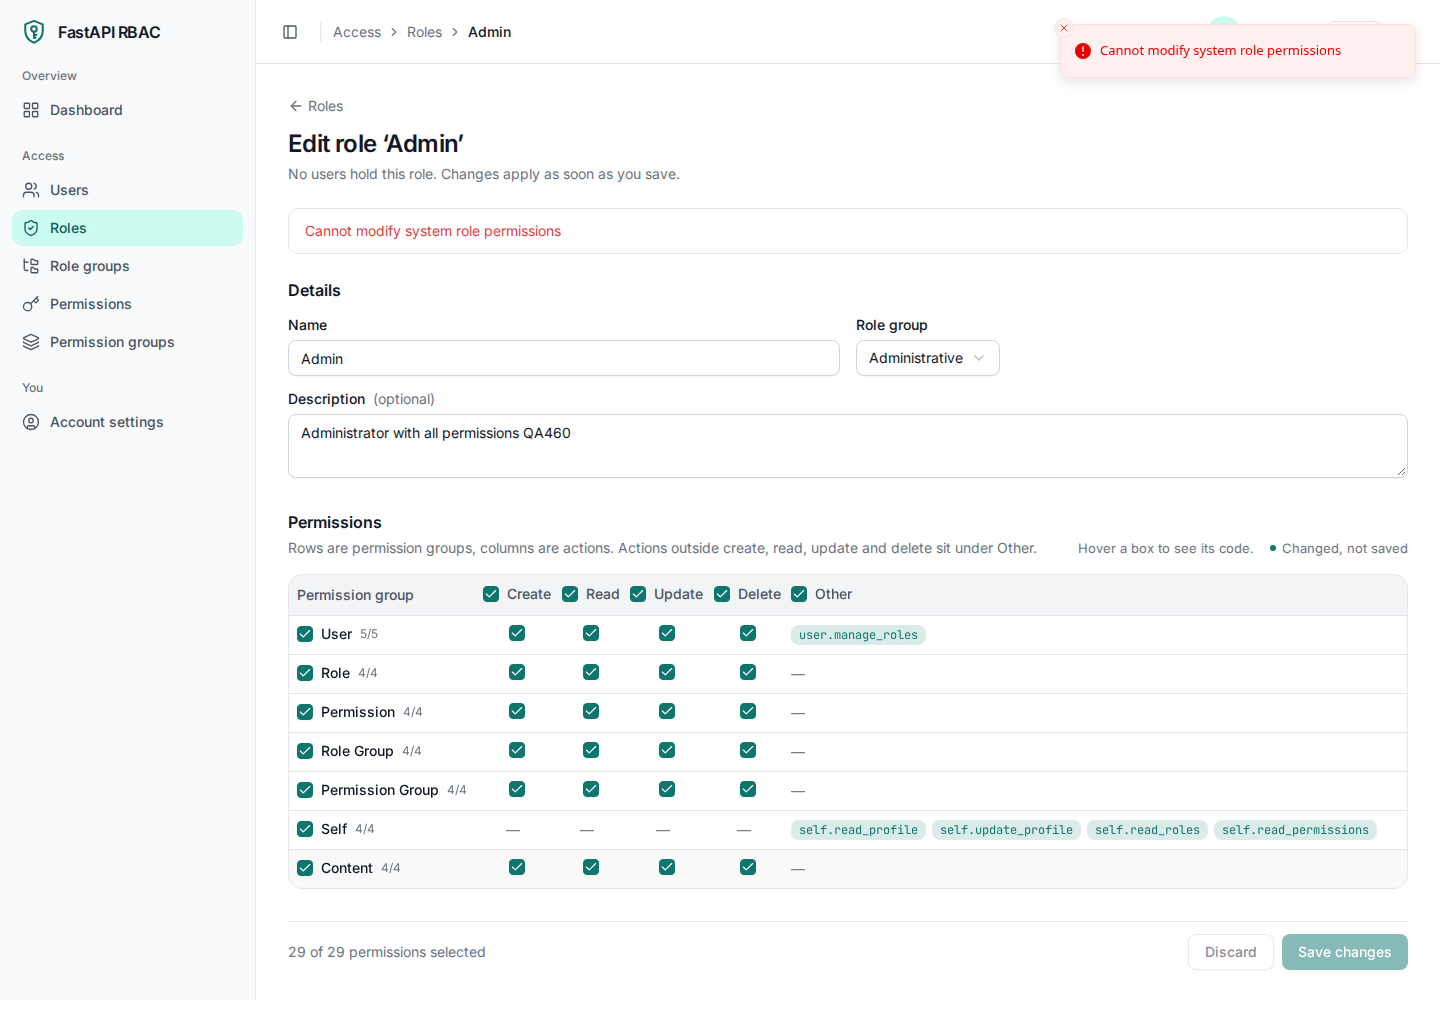 FastAPI RBAC
Overview
Dashboard
Access
Users
Roles
Role groups
Permissions
Permission groups
You
Account settings
Access > Roles > Admin
Cannot modify system role permissions
Roles
Edit role ‘Admin’
No users hold this role. Changes apply as soon as you save.
Cannot modify system role permissions
Details
Name Role group
Admin Administrative
Description (optional)
Administrator with all permissions QA460
Permissions
Rows are permission groups, columns are actions. Actions outside create, read, update and delete sit under Other. Hover a box to see its code. Changed, not saved
Permission group Create Read Update Delete Other
User 5/5 user.manage_roles
Role 4/4 —
Permission 4/4 —
Role Group 4/4 —
Permission Group 4/4 —
Self 4/4 — — — — self.read_profile self.update_profile self.read_roles self.read_permissions
Content 4/4 —
29 of 29 permissions selected Discard Save changes